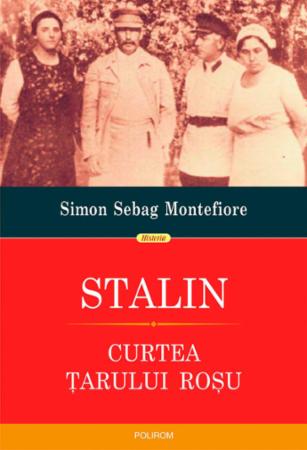 Simon Sebag Montefiore
Historia
STALIN
CURTEA
ȚARULUI ROȘU
POLIROM